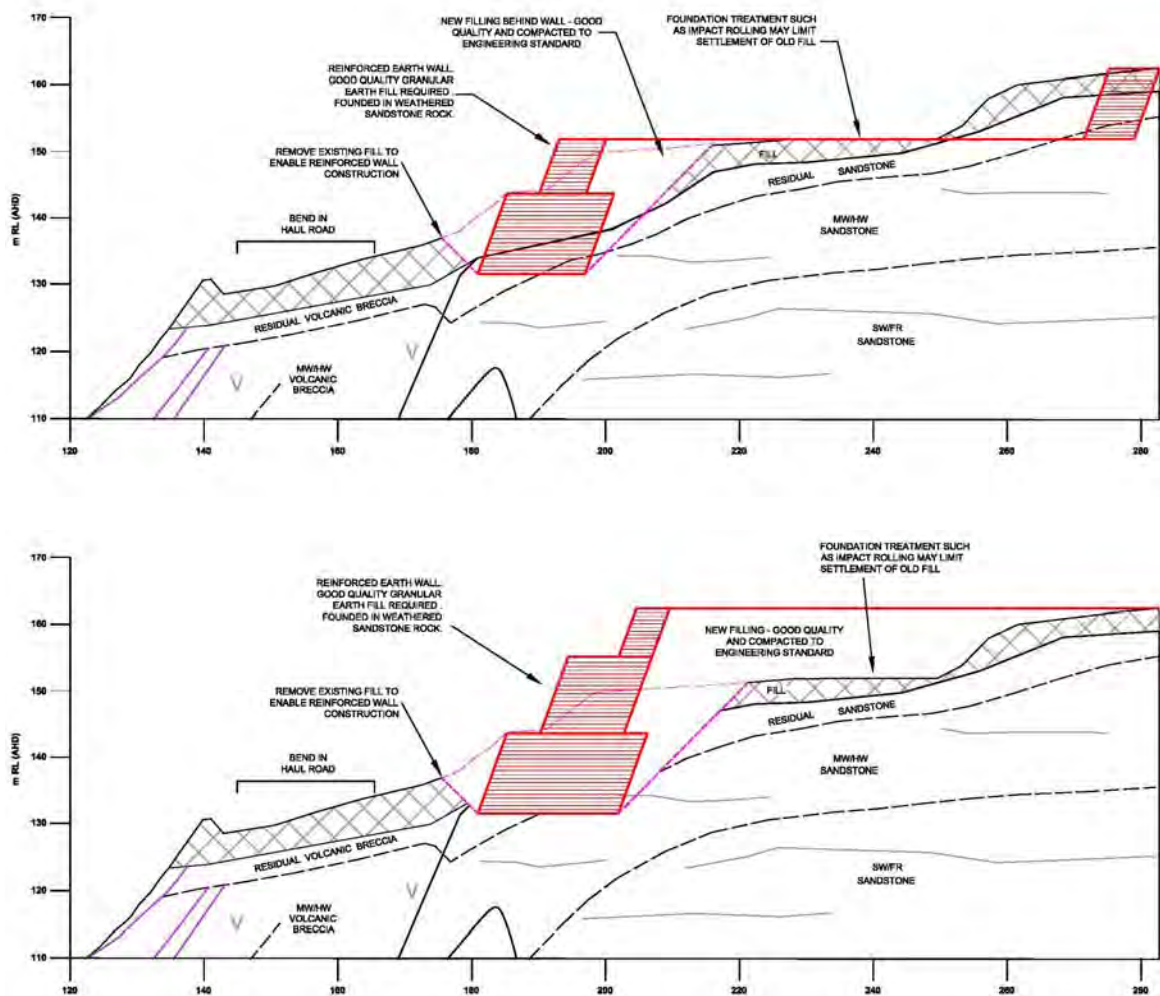 170
160
150
140
130
120
110
m RL (AHD)
NEW FILLING BEHIND WALL - GOOD
QUALITY AND COMPACTED TO
ENGINEERING STANDARD
FOUNDATION TREATMENT SUCH
AS IMPACT ROLLING MAY LIMIT
SETTLEMENT OF OLD FILL
REINFORCED EARTH WALL.
GOOD QUALITY GRANULAR
EARTH FILL REQUIRED .
FOUNDED IN WEATHERED
SANDSTONE ROCK.
REMOVE EXISTING FILL TO
ENABLE REINFORCED WALL
CONSTRUCTION
BEND IN
HAUL ROAD
FILL
RESIDUAL SANDSTONE
MW/HW
SANDSTONE
RESIDUAL VOLCANIC BRECCIA
SW/FR
SANDSTONE
MW/HW
VOLCANIC
BRECCIA
V
V
120
140
160
180
200
220
240
260
280
170
160
150
140
130
120
110
m RL (AHD)
FOUNDATION TREATMENT SUCH
AS IMPACT ROLLING MAY LIMIT
SETTLEMENT OF OLD FILL
REINFORCED EARTH WALL.
GOOD QUALITY GRANULAR
EARTH FILL REQUIRED .
FOUNDED IN WEATHERED
SANDSTONE ROCK.
NEW FILLING - GOOD QUALITY
AND COMPACTED TO
ENGINEERING STANDARD
REMOVE EXISTING FILL TO
ENABLE REINFORCED WALL
CONSTRUCTION
BEND IN
HAUL ROAD
FILL
RESIDUAL SANDSTONE
MW/HW
SANDSTONE
RESIDUAL VOLCANIC BRECCIA
SW/FR
SANDSTONE
MW/HW
VOLCANIC
BRECCIA
V
V
120
140
160
180
200
220
240
260
280